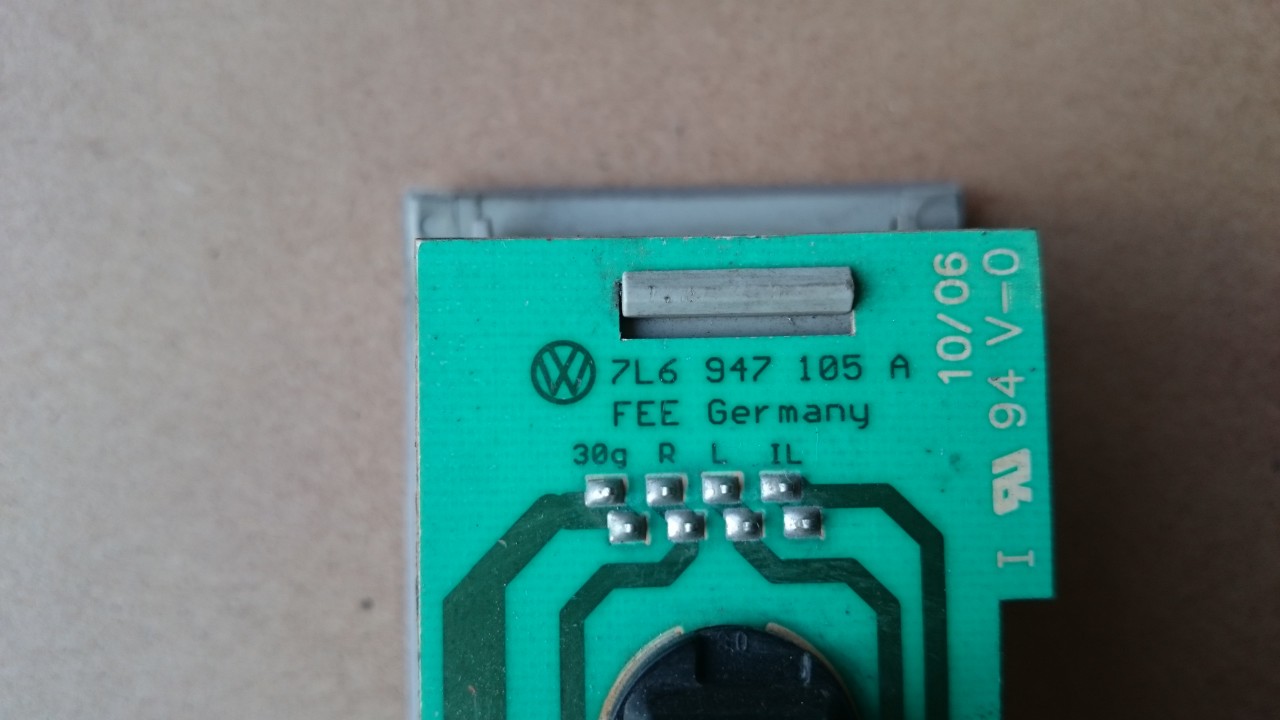 7L6 947 105 A
FEE Germany
30g R L IL
10/06
I 94 V-0